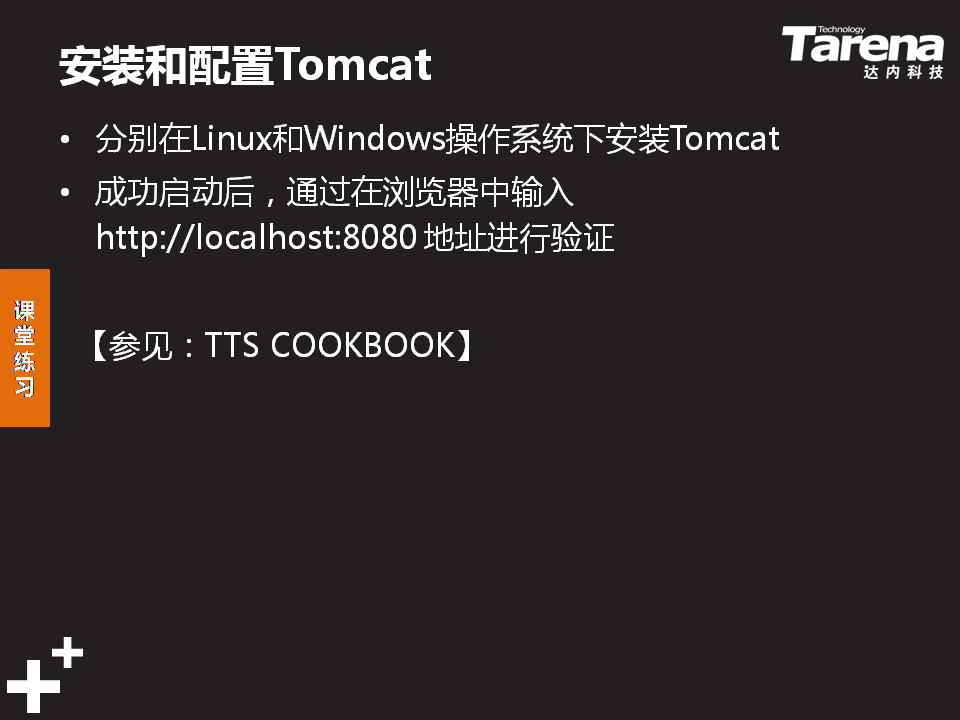 安装和配置Tomcat
Technology
Tarena
达内科技
• 分别在Linux和Windows操作系统下安装Tomcat
• 成功启动后，通过在浏览器中输入
http://localhost:8080 地址进行验证
课堂练习
【参见：TTS COOKBOOK】